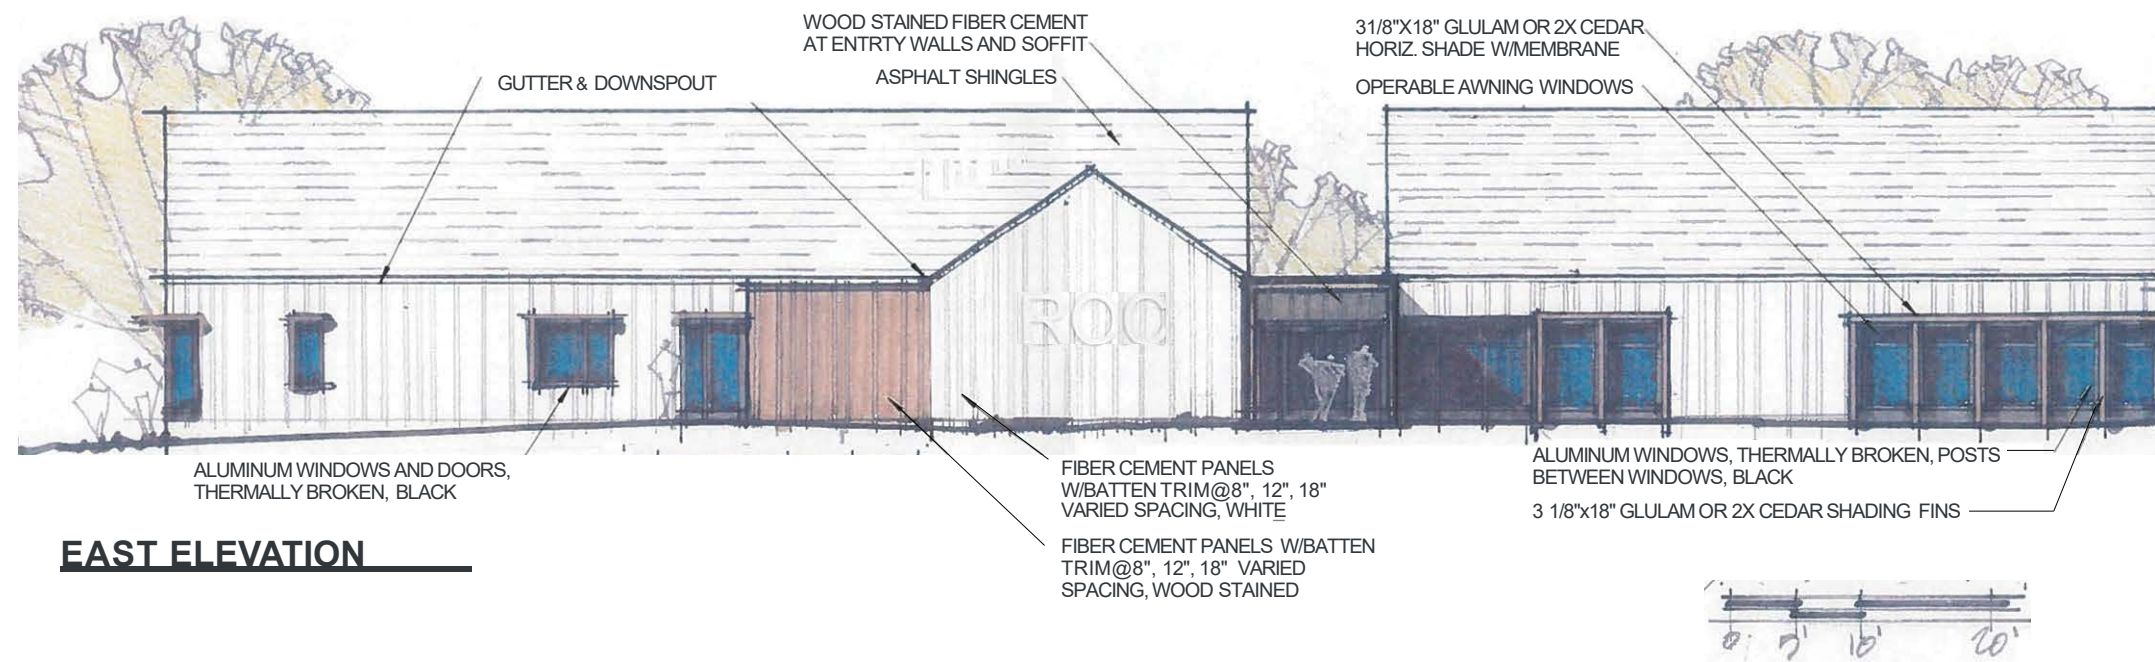 WOOD STAINED FIBER CEMENT
AT ENTRTY WALLS AND SOFFIT
ASPHALT SHINGLES
GUTTER & DOWNSPOUT
31/8"X18" GLULAM OR 2X CEDAR
HORIZ. SHADE W/MEMBRANE
OPERABLE AWNING WINDOWS
ROC
ALUMINUM WINDOWS AND DOORS,
THERMALLY BROKEN, BLACK
FIBER CEMENT PANELS
W/BATTEN TRIM@8", 12", 18"
VARIED SPACING, WHITE
FIBER CEMENT PANELS W/BATTEN
TRIM@8", 12", 18" VARIED
SPACING, WOOD STAINED
ALUMINUM WINDOWS, THERMALLY BROKEN, POSTS
BETWEEN WINDOWS, BLACK
3 1/8"x18" GLULAM OR 2X CEDAR SHADING FINS
EAST ELEVATION
0' 5' 10' 20'